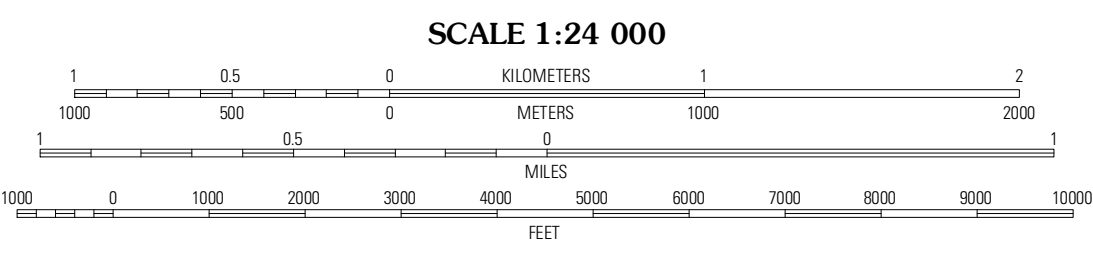 SCALE 1:24 000
1 0.5 0 KILOMETERS 1 2
1000 500 0 METERS 1000 2000
1 0.5 0 1
MILES
1000 0 1000 2000 3000 4000 5000 6000 7000 8000 9000 10000
FEET